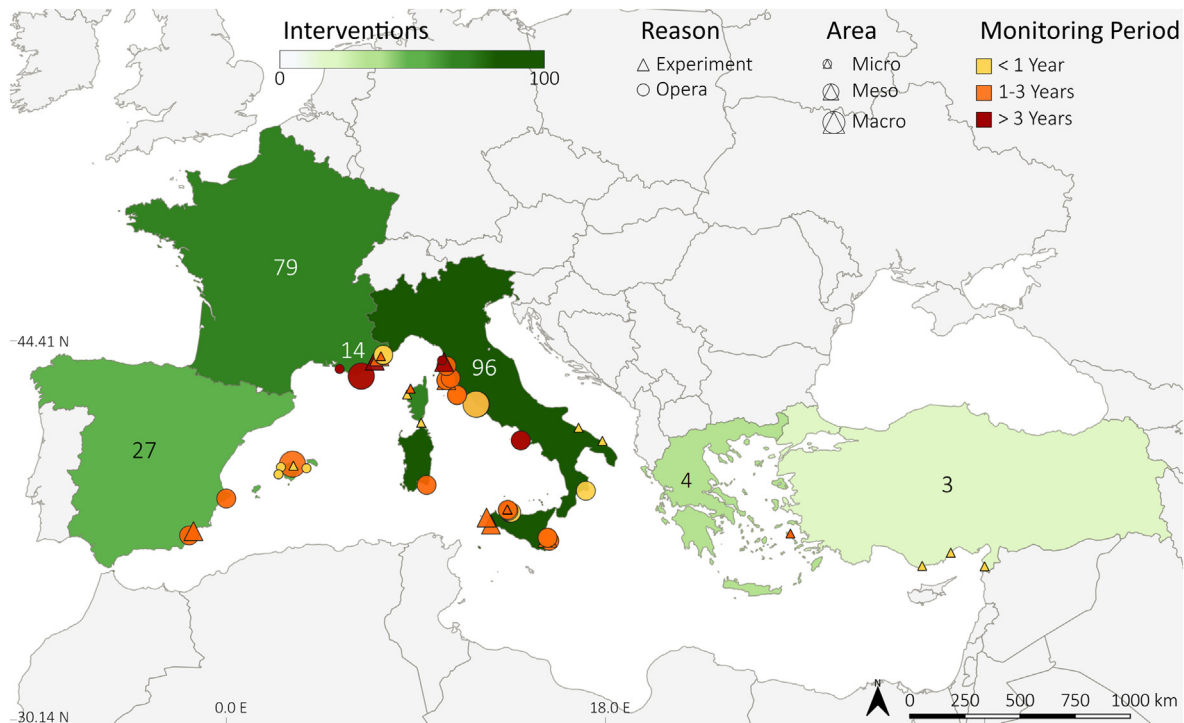 Interventions
0
100
Reason
Experiment
Opera
Area
Micro
Meso
Macro
Monitoring Period
< 1 Year
1-3 Years
> 3 Years
79
44.41 N
14
96
27
4
3
30.14 N
0.0 E
18.0 E
N
0 250 500 750 1000 km